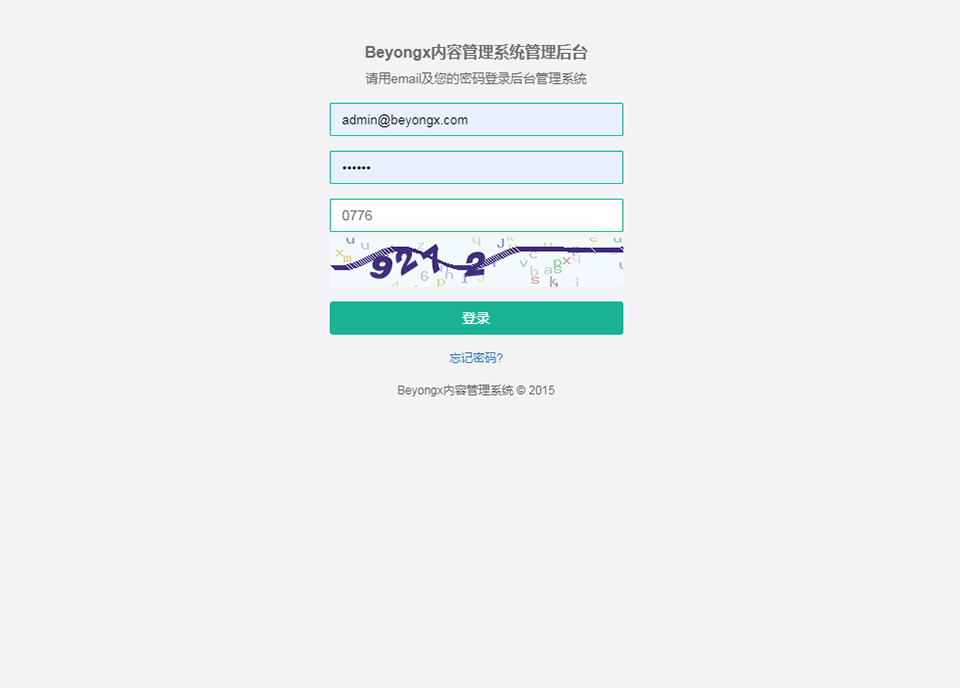 Beyongx内容管理系统管理后台
请用email及您的密码登录后台管理系统
admin@beyongx.com
••••••
0776
登录
忘记密码?
Beyongx内容管理系统 © 2015